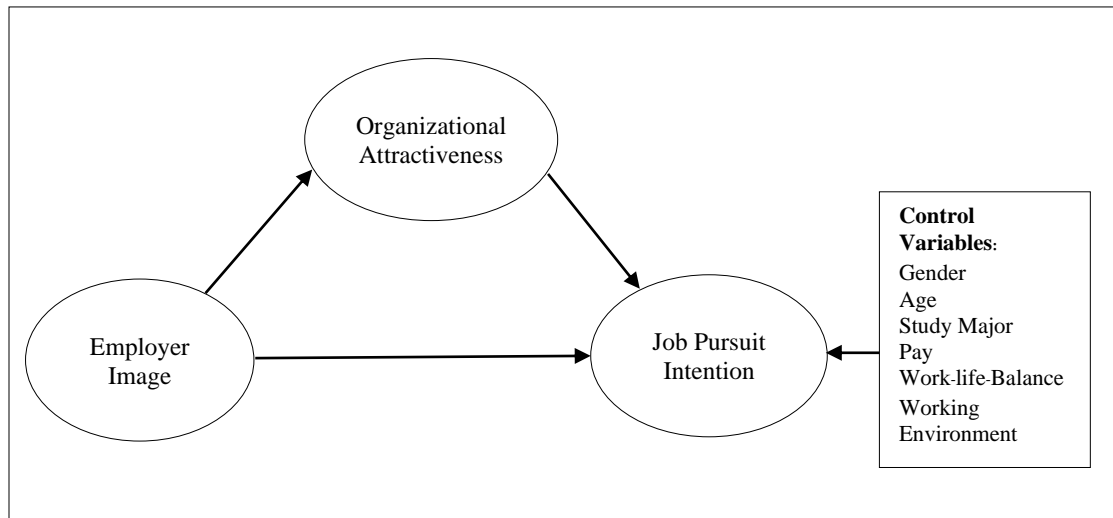 Organizational
Attractiveness
Employer
Image
Job Pursuit
Intention
Control
Variables:
Gender
Age
Study Major
Pay
Work-life-Balance
Working
Environment